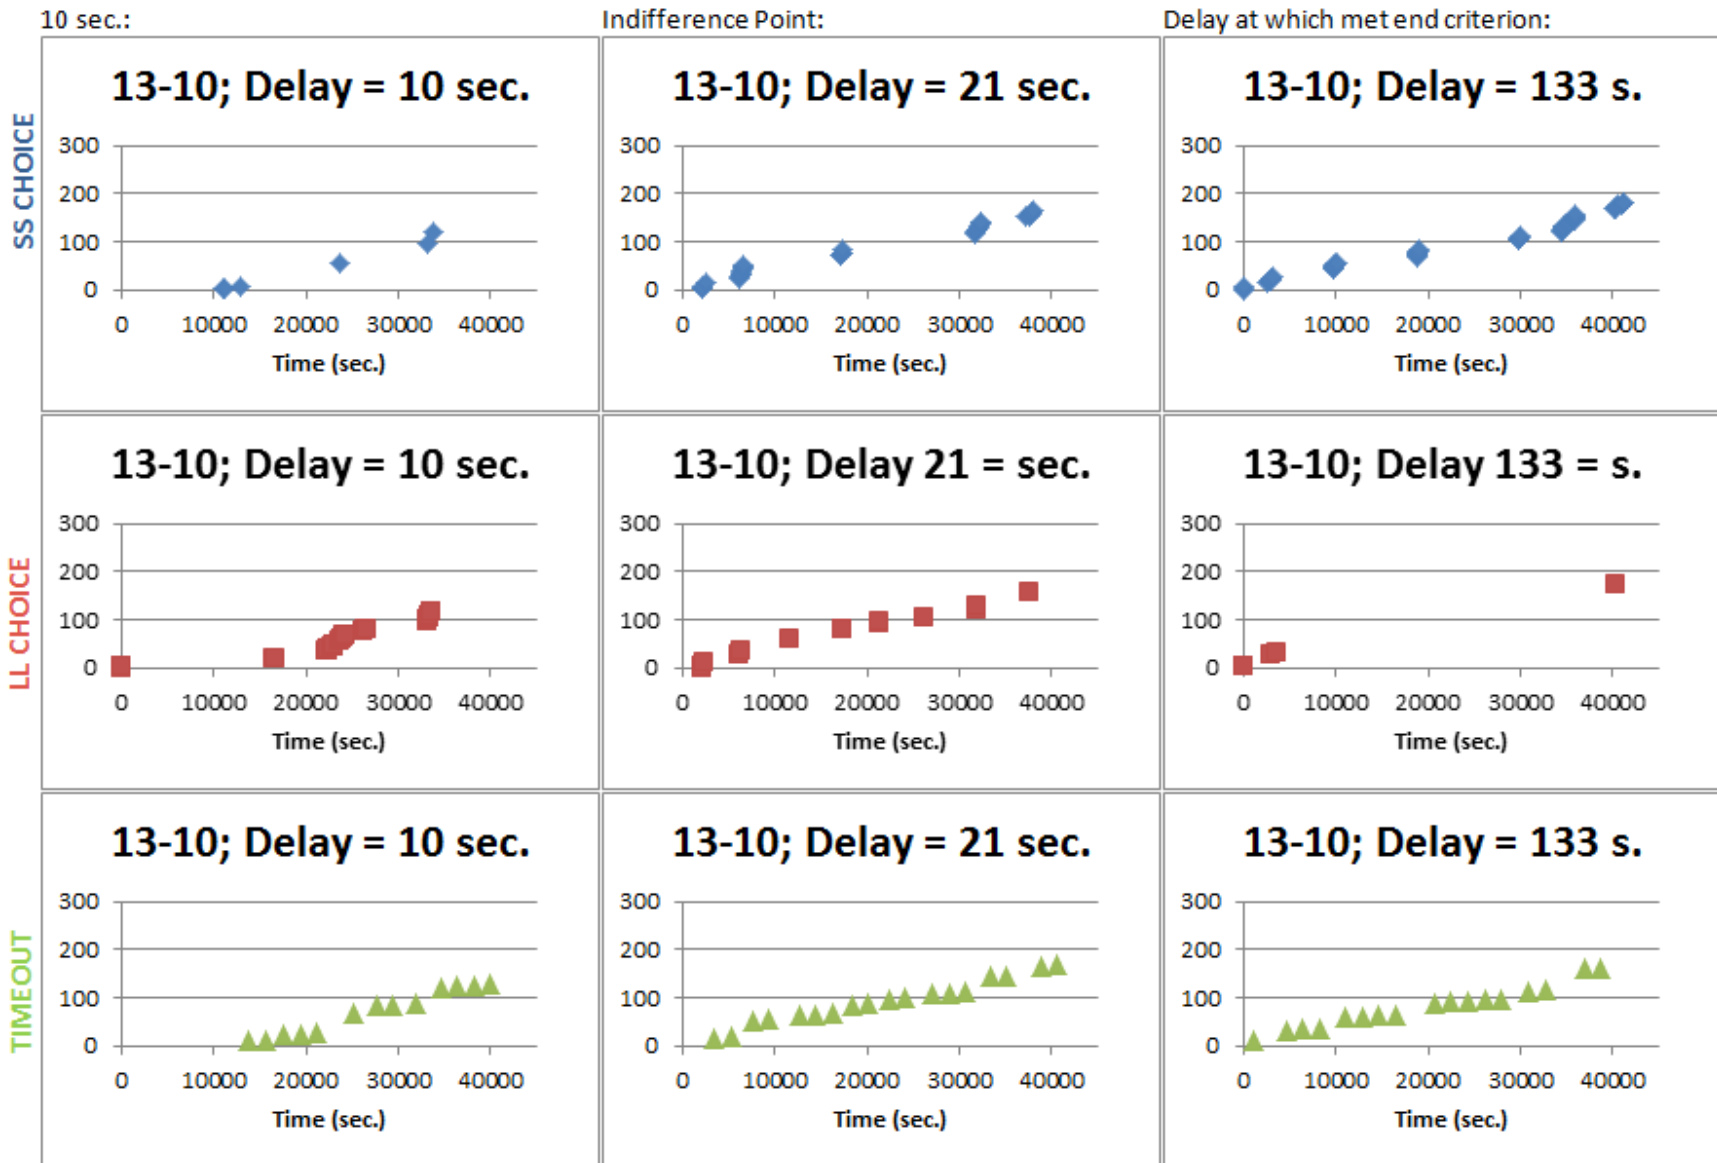 10 sec.:
Indifference Point:
Delay at which met end criterion:
SS CHOICE
13-10; Delay = 10 sec.
300
200
100
0
0 10000 20000 30000 40000
Time (sec.)
13-10; Delay = 21 sec.
300
200
100
0
0 10000 20000 30000 40000
Time (sec.)
13-10; Delay = 133 s.
300
200
100
0
0 10000 20000 30000 40000
Time (sec.)
LL CHOICE
13-10; Delay = 10 sec.
300
200
100
0
0 10000 20000 30000 40000
Time (sec.)
13-10; Delay 21 = sec.
300
200
100
0
0 10000 20000 30000 40000
Time (sec.)
13-10; Delay 133 = s.
300
200
100
0
0 10000 20000 30000 40000
Time (sec.)
TIMEOUT
13-10; Delay = 10 sec.
300
200
100
0
0 10000 20000 30000 40000
Time (sec.)
13-10; Delay = 21 sec.
300
200
100
0
0 10000 20000 30000 40000
Time (sec.)
13-10; Delay = 133 s.
300
200
100
0
0 10000 20000 30000 40000
Time (sec.)